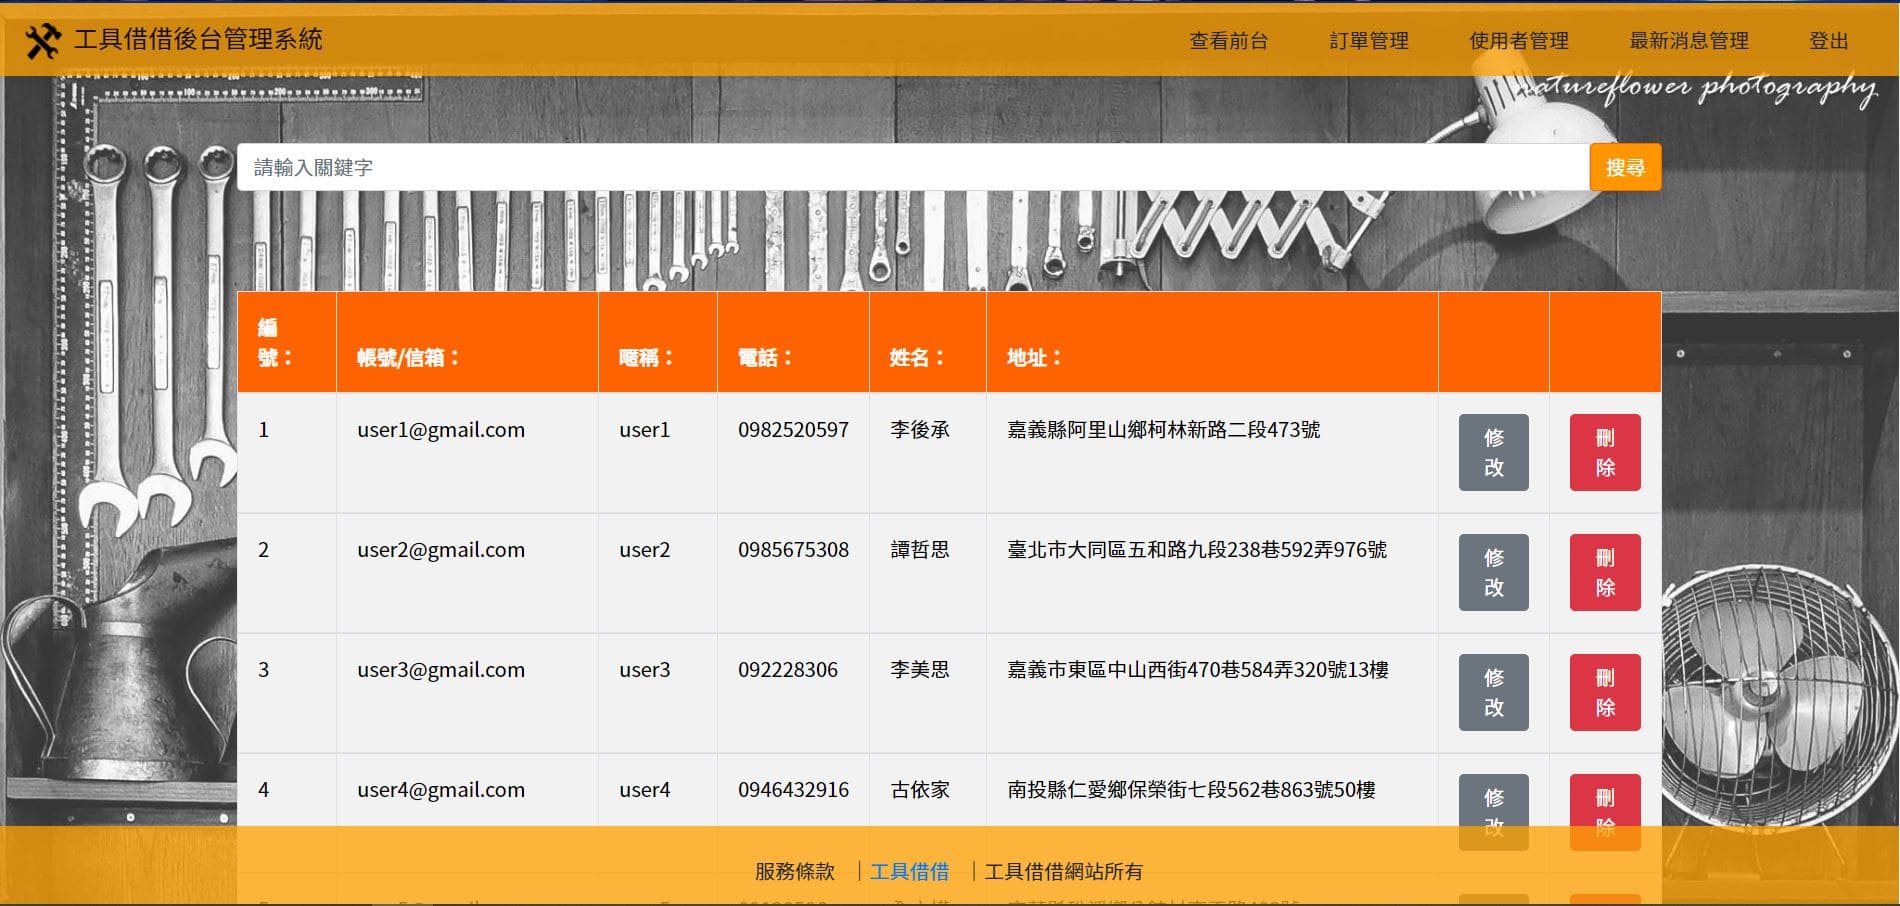 工具借借後台管理系統 查看前台 訂單管理 使用者管理 最新消息管理 登出
natureflower photography
請輸入關鍵字 搜尋
編號： 帳號/信箱： 暱稱： 電話： 姓名： 地址：
1 user1@gmail.com user1 0982520597 李後承 嘉義縣阿里山鄉柯林新路二段473號 修改 刪除
2 user2@gmail.com user2 0985675308 譚哲思 臺北市大同區五和路九段238巷592弄976號 修改 刪除
3 user3@gmail.com user3 092228306 李美思 嘉義市東區中山西街470巷584弄320號13樓 修改 刪除
4 user4@gmail.com user4 0946432916 古依家 南投縣仁愛鄉保榮街七段562巷863號50樓 修改 刪除
服務條款 ｜工具借借 ｜工具借借網站所有